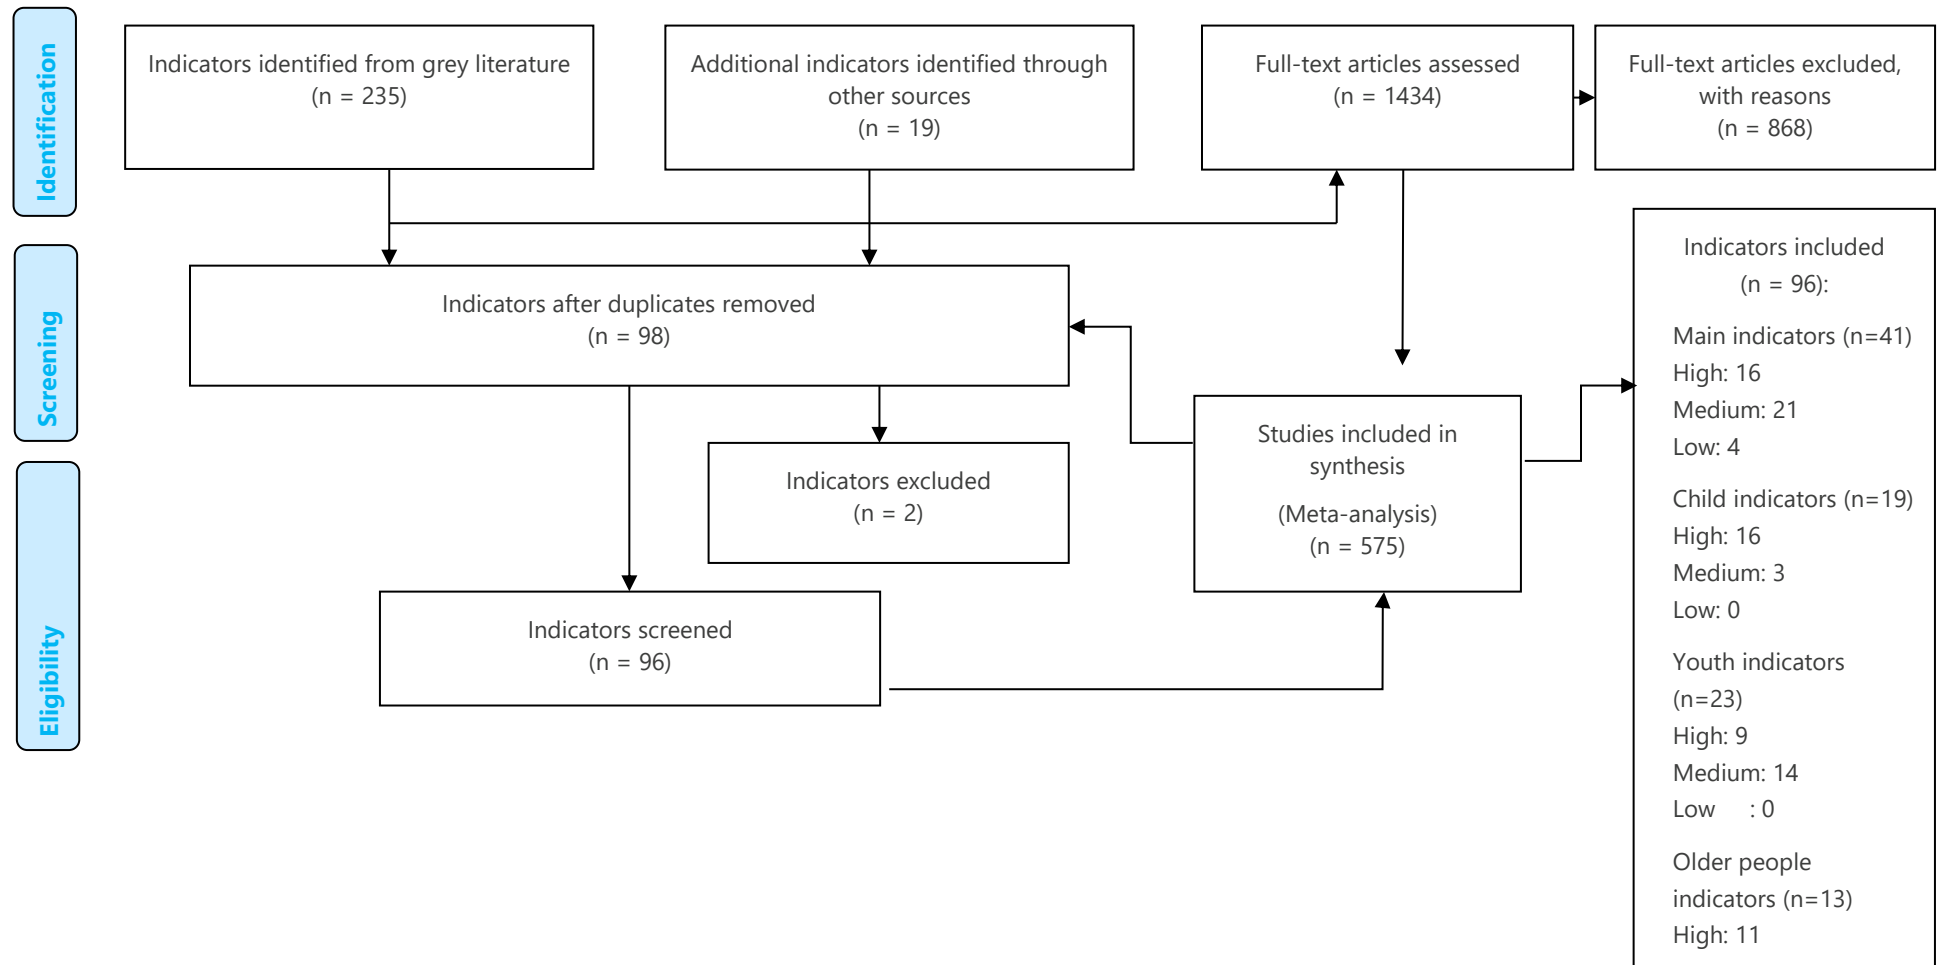 Identification
Indicators identified from grey literature
(n = 235)
Additional indicators identified through
other sources
(n = 19)
Full-text articles assessed
(n = 1434)
Full-text articles excluded,
with reasons
(n = 868)
Screening
Indicators after duplicates removed
(n = 98)
Indicators excluded
(n = 2)
Eligibility
Indicators screened
(n = 96)
Studies included in
synthesis
(Meta-analysis)
(n = 575)
Indicators included
(n = 96):
Main indicators (n=41)
High: 16
Medium: 21
Low: 4
Child indicators (n=19)
High: 16
Medium: 3
Low: 0
Youth indicators
(n=23)
High: 9
Medium: 14
Low : 0
Older people
indicators (n=13)
High: 11